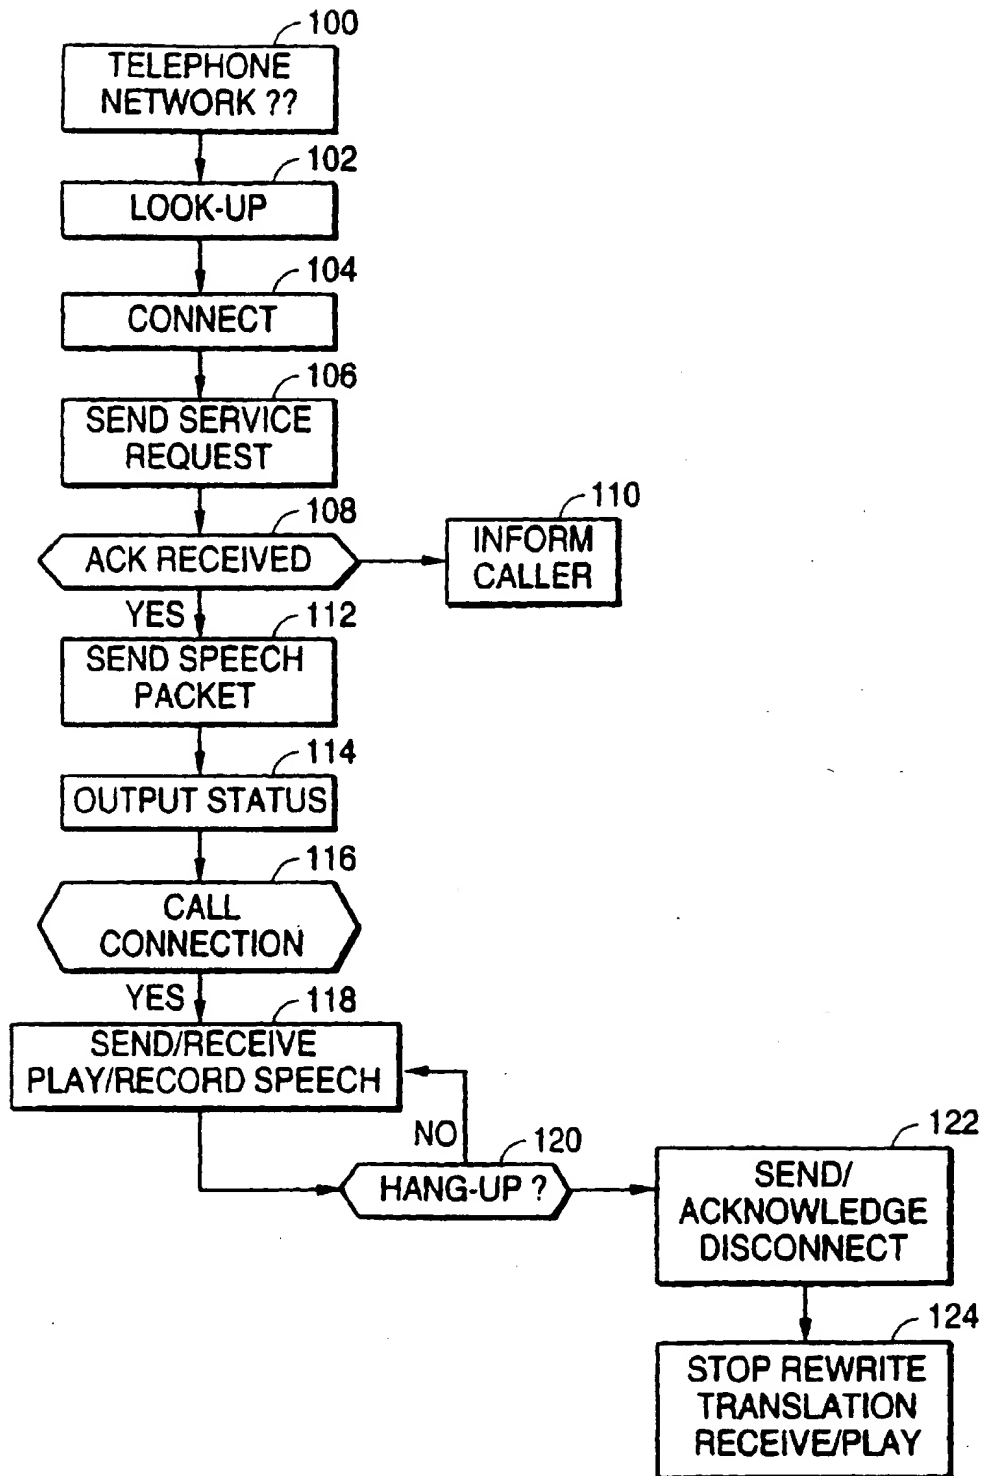 100
TELEPHONE
NETWORK ??
102
LOOK-UP
104
CONNECT
106
SEND SERVICE
REQUEST
108
ACK RECEIVED
110
INFORM
CALLER
YES
112
SEND SPEECH
PACKET
114
OUTPUT STATUS
116
CALL
CONNECTION
YES
118
SEND/RECEIVE
PLAY/RECORD SPEECH
NO
120
HANG-UP ?
122
SEND/
ACKNOWLEDGE
DISCONNECT
124
STOP REWRITE
TRANSLATION
RECEIVE/PLAY